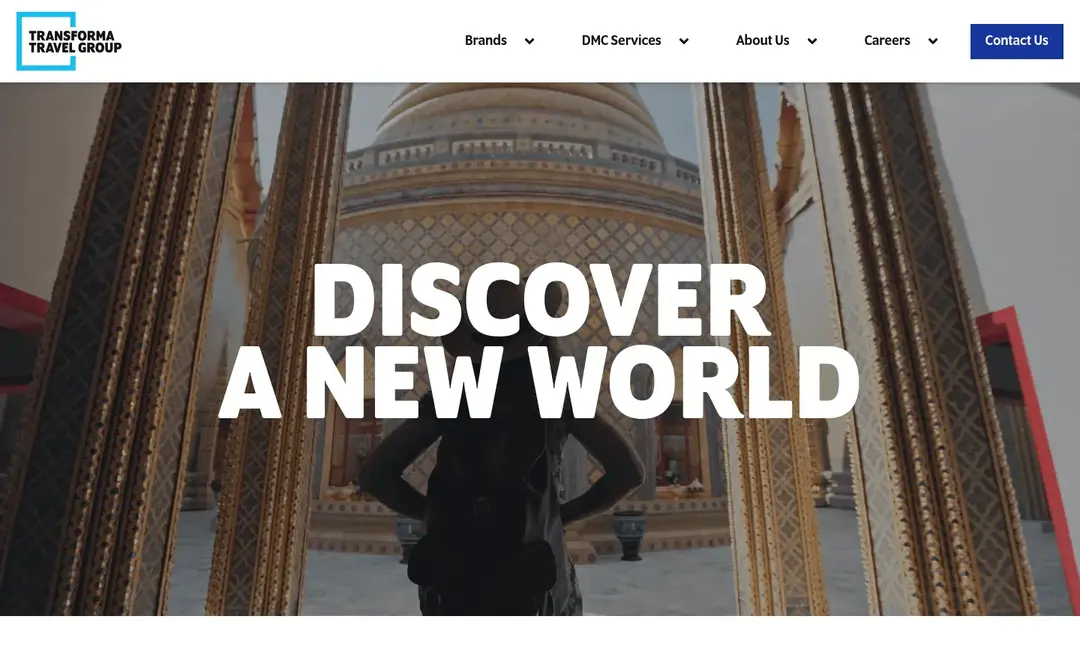 TRANSFORMA
TRAVEL GROUP
Brands
DMC Services
About Us
Careers
Contact Us
DISCOVER
A NEW WORLD